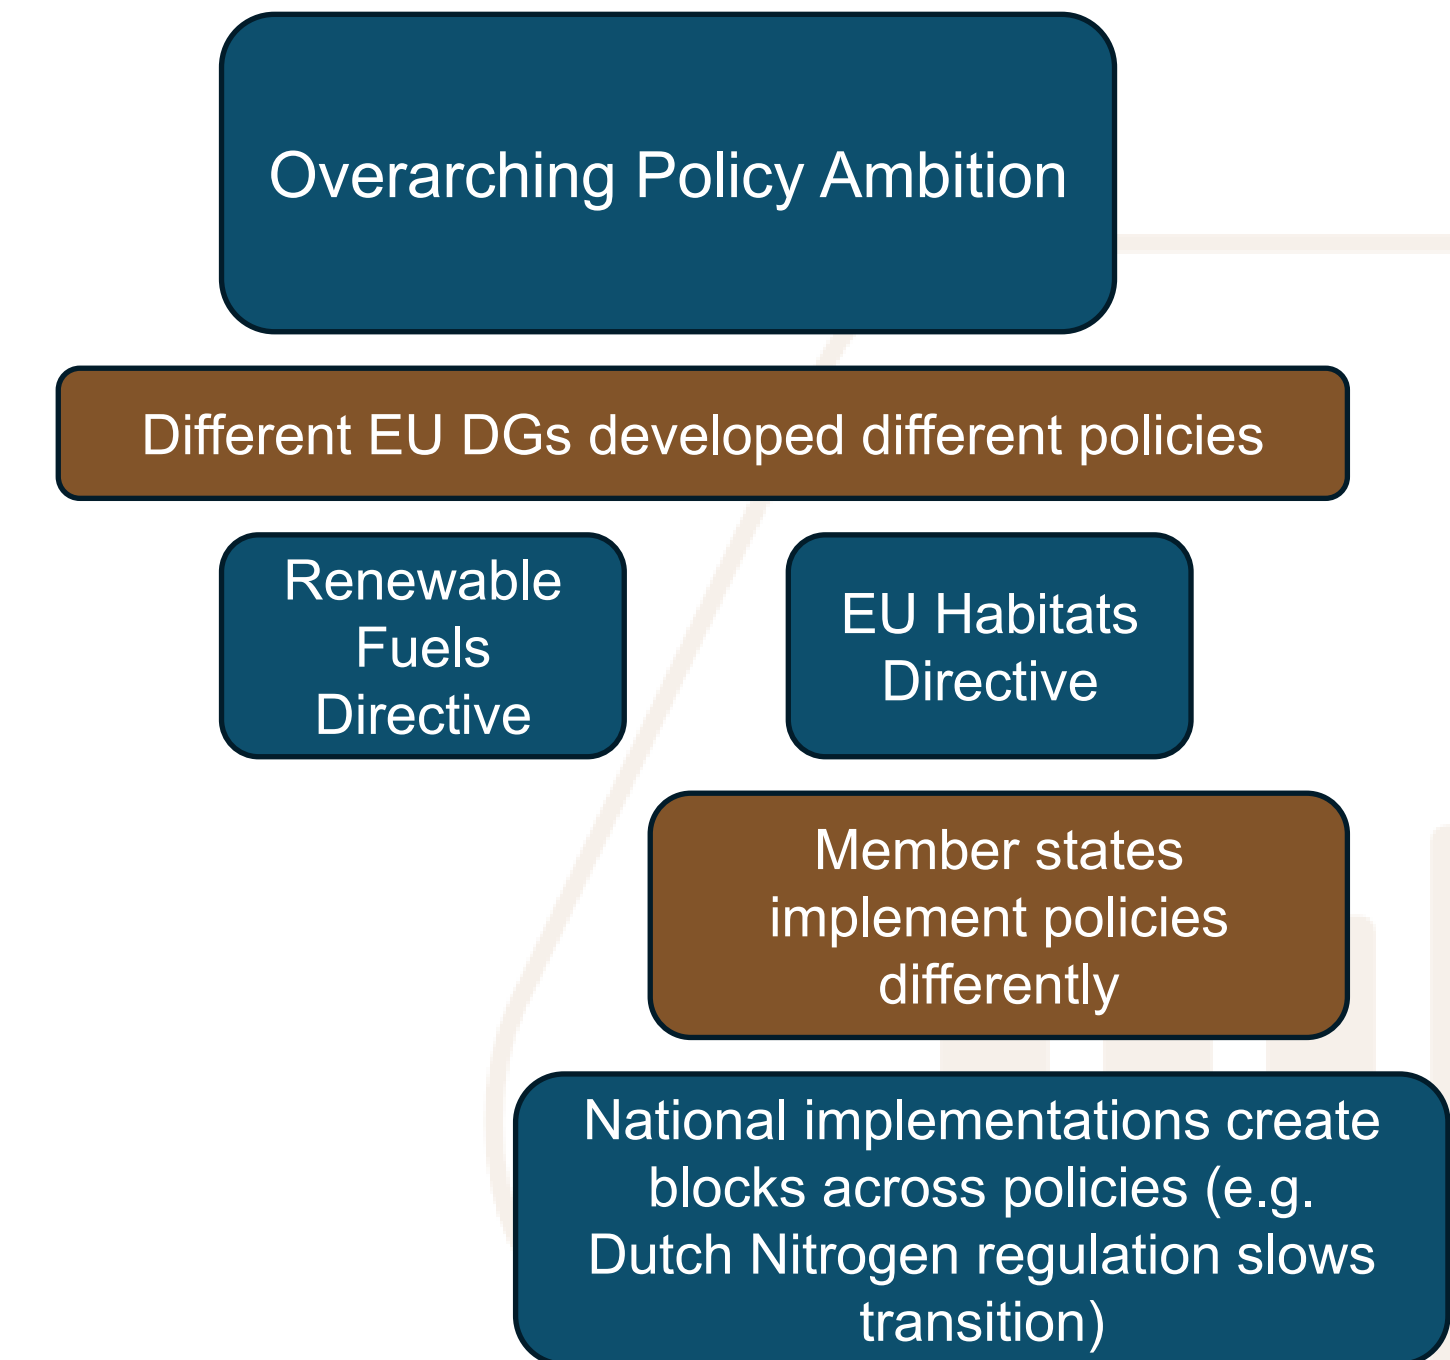 Overarching Policy Ambition
Different EU DGs developed different policies
Renewable
Fuels
Directive
EU Habitats
Directive
Member states
implement policies
differently
National implementations create
blocks across policies (e.g.
Dutch Nitrogen regulation slows
transition)